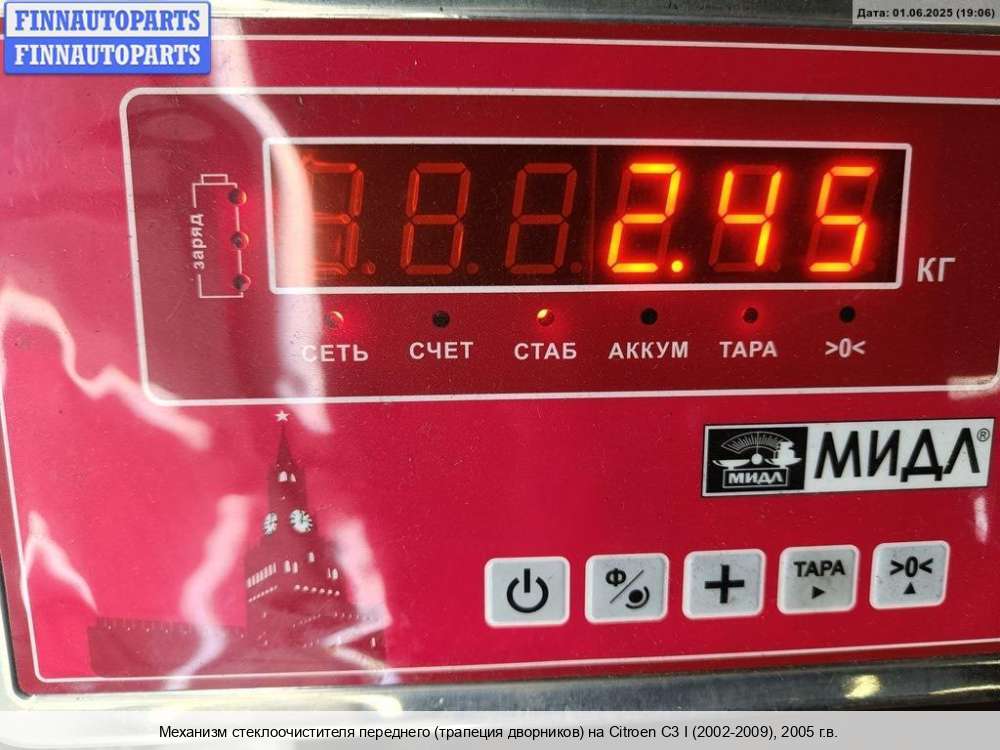 FINNAUTOPARTS
FINNAUTOPARTS
Дата: 01.06.2025 (19:06)
заряд
2.45
КГ
СЕТЬ СЧЕТ СТАБ АККУМ ТАРА >0<
МИДЛ МИДЛ®
Ф ТАРА >0<
Механизм стеклоочистителя переднего (трапеция дворников) на Citroen C3 I (2002-2009), 2005 г.в.